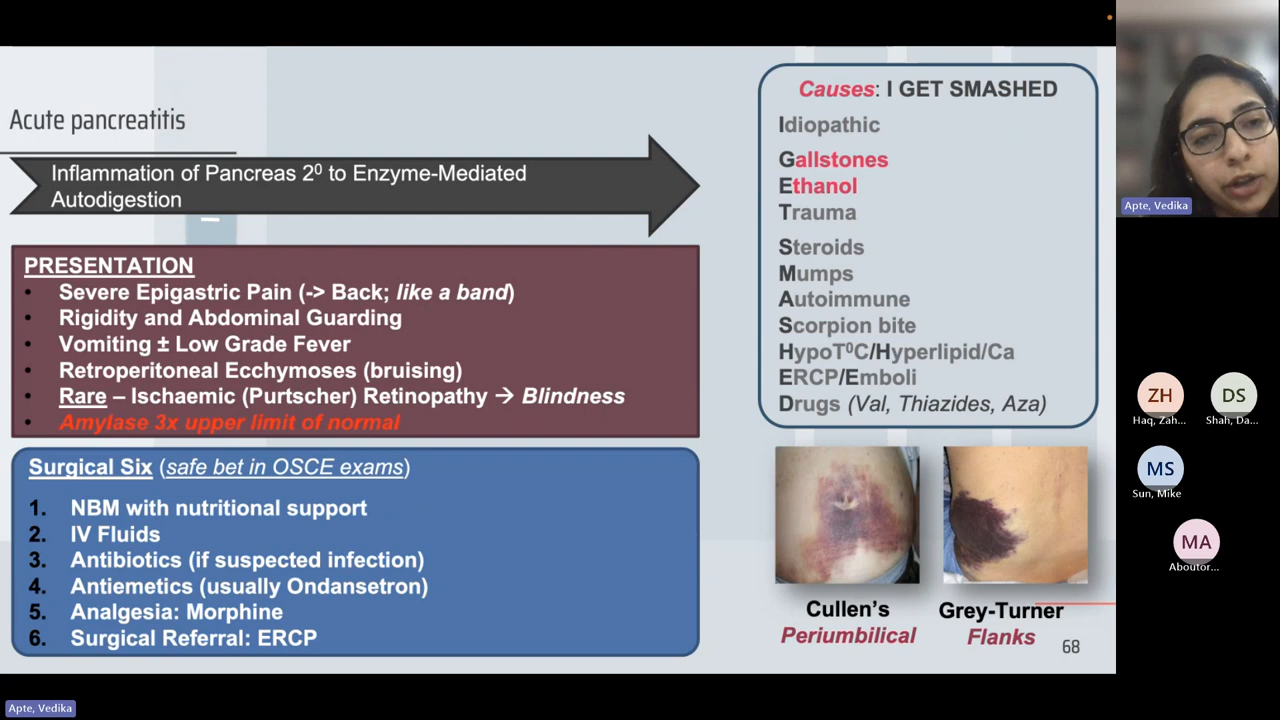 Acute pancreatitis
Inflammation of Pancreas 2⁰ to Enzyme-Mediated
Autodigestion
PRESENTATION
• Severe Epigastric Pain (-> Back; like a band)
• Rigidity and Abdominal Guarding
• Vomiting ± Low Grade Fever
• Retroperitoneal Ecchymoses (bruising)
• Rare – Ischaemic (Purtscher) Retinopathy → Blindness
• Amylase 3x upper limit of normal
Surgical Six (safe bet in OSCE exams)
1. NBM with nutritional support
2. IV Fluids
3. Antibiotics (if suspected infection)
4. Antiemetics (usually Ondansetron)
5. Analgesia: Morphine
6. Surgical Referral: ERCP
Causes: I GET SMASHED
Idiopathic
Gallstones
Ethanol
Trauma
Steroids
Mumps
Autoimmune
Scorpion bite
HypoT⁰C/Hyperlipid/Ca
ERCP/Emboli
Drugs (Val, Thiazides, Aza)
Cullen's
Periumbilical
Grey-Turner
Flanks
68
Apte, Vedika
ZH
Haq, Zah...
DS
Shah, Da...
MS
Sun, Mike
MA
Aboutor...
Apte, Vedika